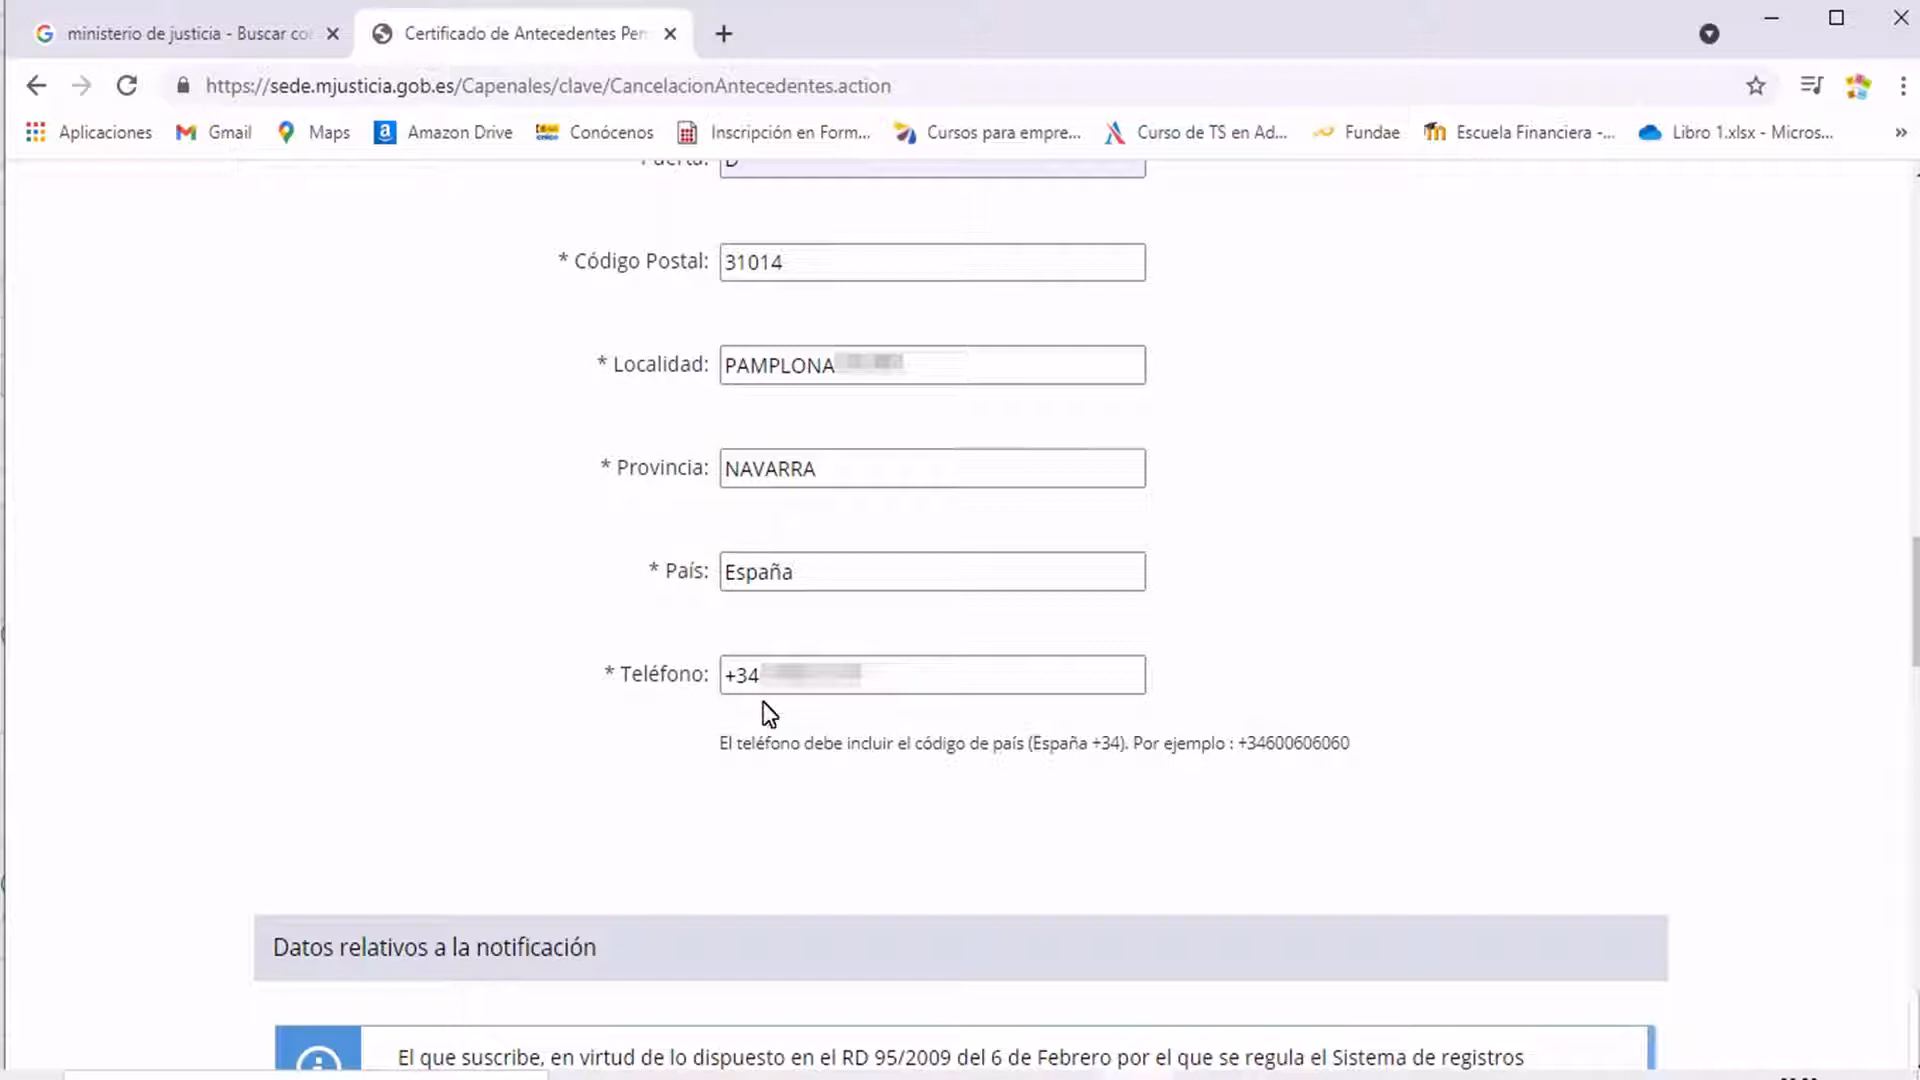 ministerio de justicia - Buscar co
Certificado de Antecedentes Pen
https://sede.mjusticia.gob.es/Capenales/clave/CancelacionAntecedentes.action
Aplicaciones Gmail Maps Amazon Drive Conócenos Inscripción en Form... Cursos para empre... Curso de TS en Ad... Fundae Escuela Financiera -... Libro 1.xlsx - Micros... »
Puerta: D
* Código Postal: 31014
* Localidad: PAMPLONA
* Provincia: NAVARRA
* País: España
* Teléfono: +34
El teléfono debe incluir el código de país (España +34). Por ejemplo : +34600606060
Datos relativos a la notificación
El que suscribe, en virtud de lo dispuesto en el RD 95/2009 del 6 de Febrero por el que se regula el Sistema de registros